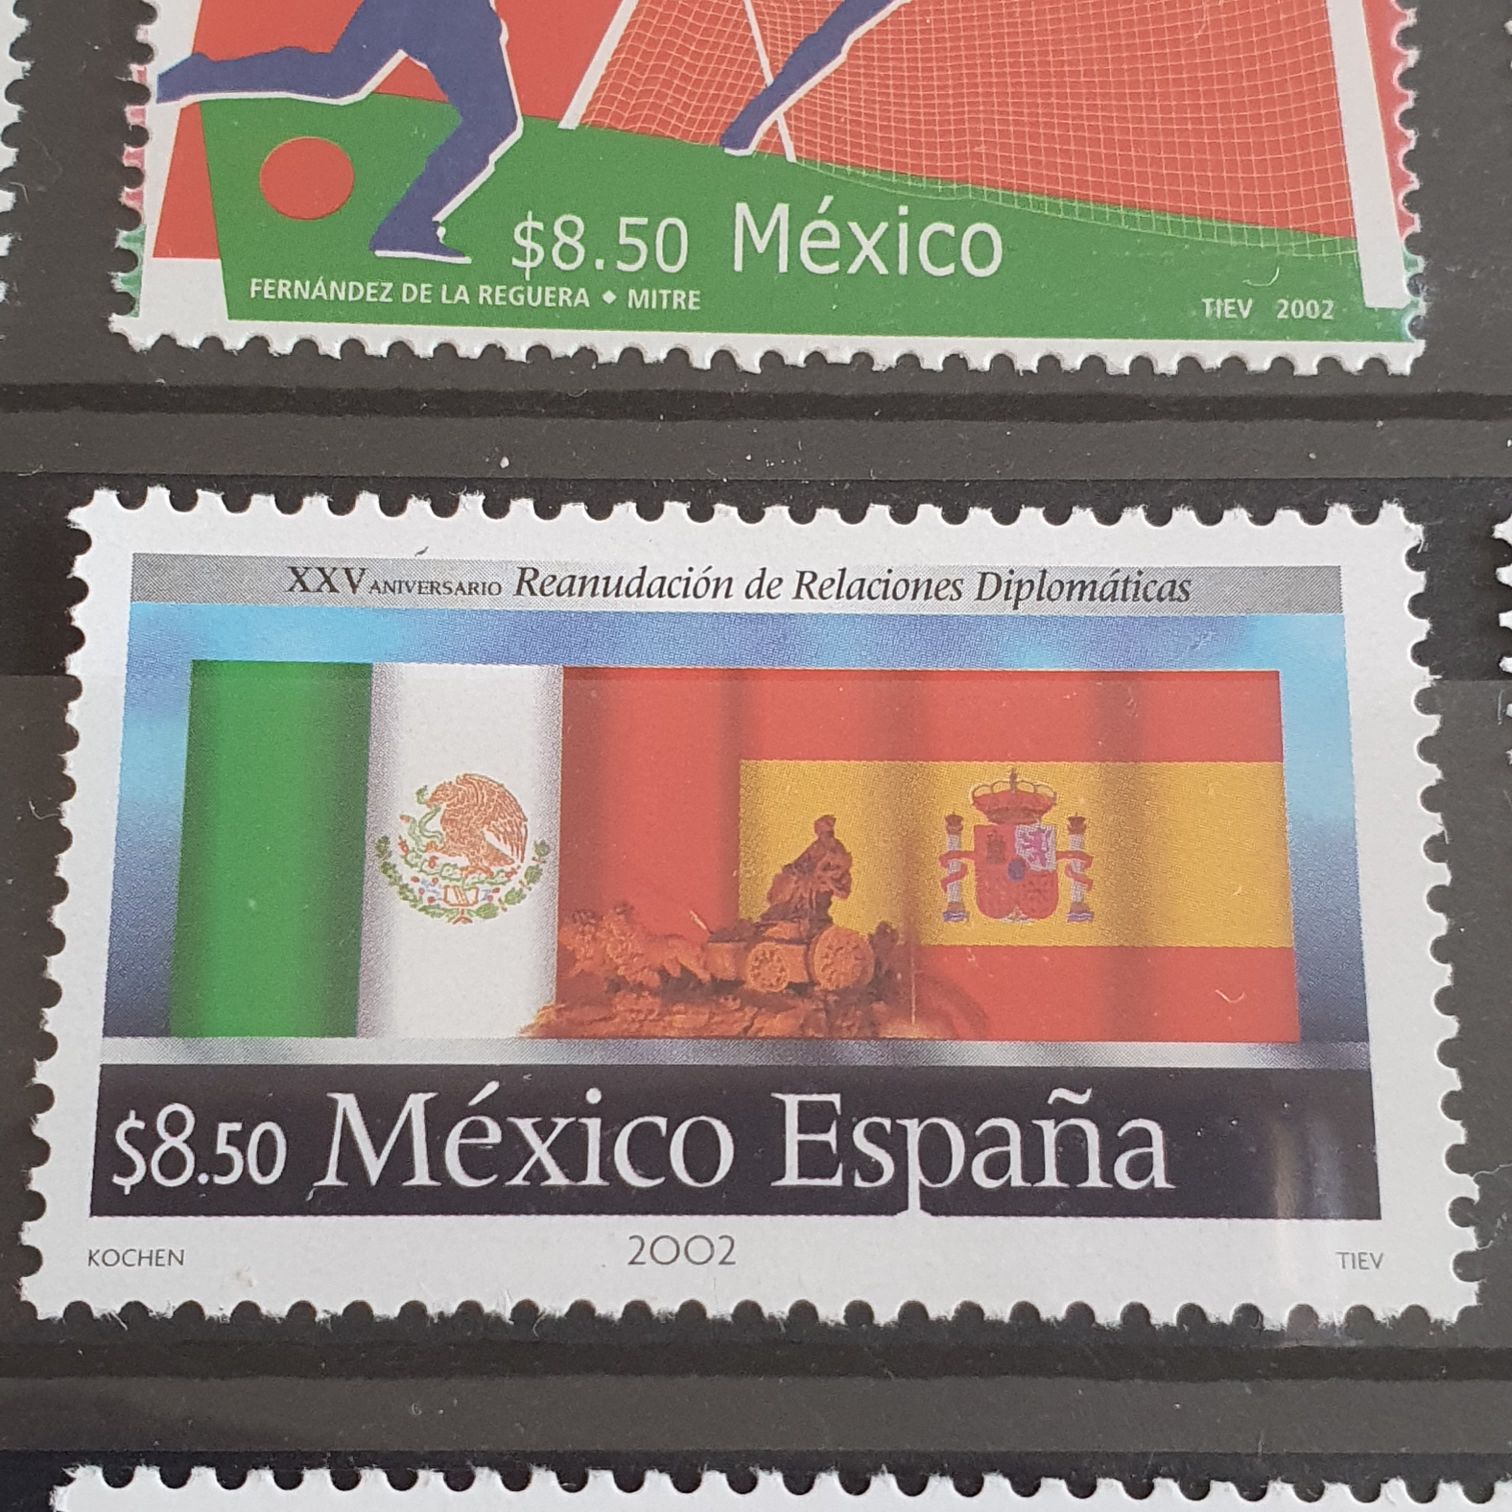 $8.50 México
FERNÁNDEZ DE LA REGUERA ◆ MITRE
TIEV 2002
XXV ANIVERSARIO Reanudación de Relaciones Diplomáticas
$8.50 México España
KOCHEN 2002 TIEV